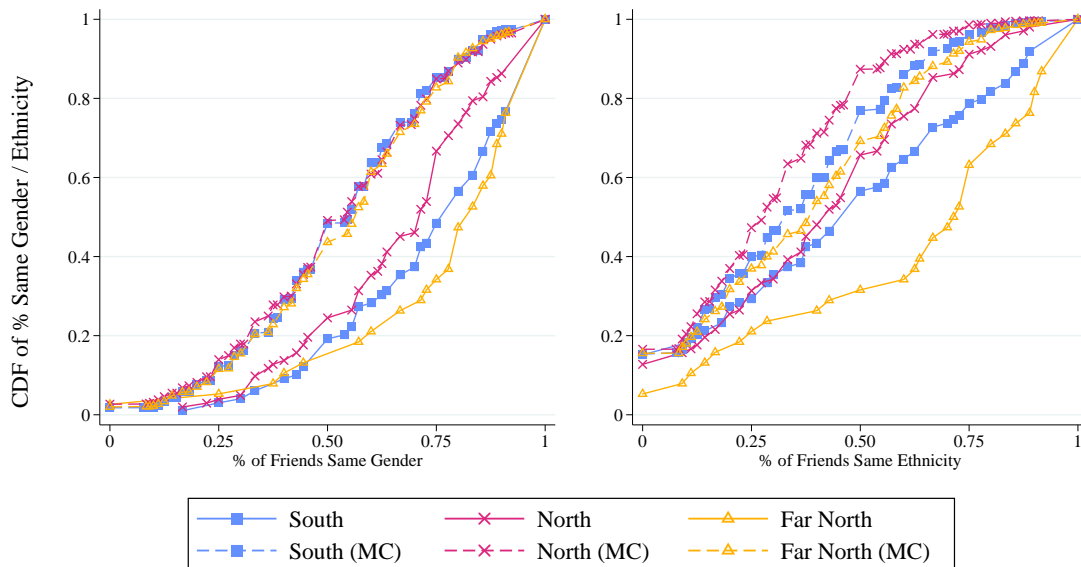 CDF of % Same Gender / Ethnicity
1
0.8
0.6
0.4
0.2
0
0 0.25 0.50 0.75 1
% of Friends Same Gender
1
0.8
0.6
0.4
0.2
0
0 0.25 0.50 0.75 1
% of Friends Same Ethnicity
South North Far North
South (MC) North (MC) Far North (MC)